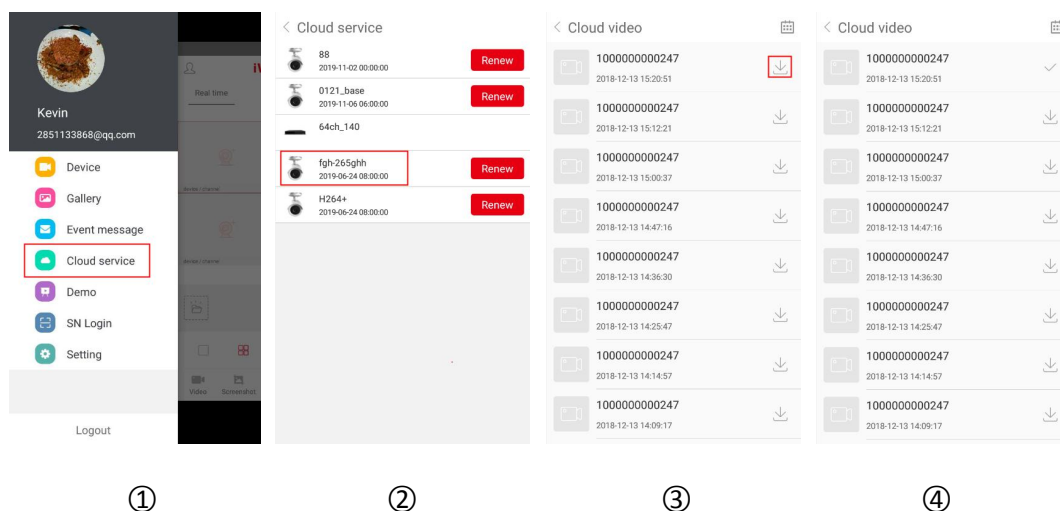 Kevin
2851133868@qq.com
Device
Gallery
Event message
Cloud service
Demo
SN Login
Setting
Logout
Real time
Video Screenshot
①
Cloud service
88
2019-11-02 00:00:00
Renew
0121_base
2019-11-06 06:00:00
Renew
64ch_140
fgh-265ghh
2019-06-24 08:00:00
Renew
H264+
2019-06-24 08:00:00
Renew
②
Cloud video
1000000000247
2018-12-13 15:20:51
1000000000247
2018-12-13 15:12:21
1000000000247
2018-12-13 15:00:37
1000000000247
2018-12-13 14:47:16
1000000000247
2018-12-13 14:36:30
1000000000247
2018-12-13 14:25:47
1000000000247
2018-12-13 14:14:57
1000000000247
2018-12-13 14:09:17
③
Cloud video
1000000000247
2018-12-13 15:20:51
1000000000247
2018-12-13 15:12:21
1000000000247
2018-12-13 15:00:37
1000000000247
2018-12-13 14:47:16
1000000000247
2018-12-13 14:36:30
1000000000247
2018-12-13 14:25:47
1000000000247
2018-12-13 14:14:57
1000000000247
2018-12-13 14:09:17
④